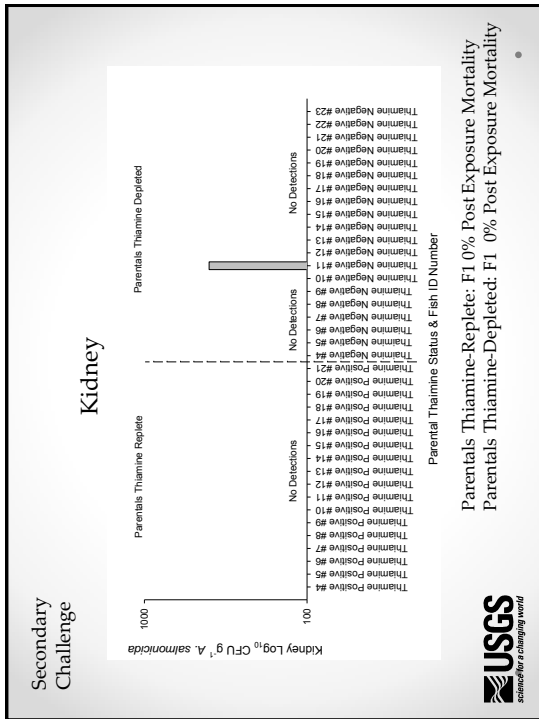 Secondary
Challenge
Kidney
Parentals Thiamine Replete
Parentals Thiamine Depleted
1000
100
Kidney Log10 CFU g-1 A. salmonicida
No Detections
No Detections
No Detections
Thiamine Positive #4
Thiamine Positive #5
Thiamine Positive #6
Thiamine Positive #7
Thiamine Positive #8
Thiamine Positive #9
Thiamine Positive #10
Thiamine Positive #11
Thiamine Positive #12
Thiamine Positive #13
Thiamine Positive #14
Thiamine Positive #15
Thiamine Positive #16
Thiamine Positive #17
Thiamine Positive #18
Thiamine Positive #19
Thiamine Positive #20
Thiamine Positive #21
Thiamine Negative #4
Thiamine Negative #5
Thiamine Negative #6
Thiamine Negative #7
Thiamine Negative #8
Thiamine Negative #9
Thiamine Negative #10
Thiamine Negative #11
Thiamine Negative #12
Thiamine Negative #13
Thiamine Negative #14
Thiamine Negative #15
Thiamine Negative #16
Thiamine Negative #17
Thiamine Negative #18
Thiamine Negative #19
Thiamine Negative #20
Thiamine Negative #21
Thiamine Negative #22
Thiamine Negative #23
Parental Thaimine Status & Fish ID Number
Parentals Thiamine-Replete: F1 0% Post Exposure Mortality
Parentals Thiamine-Depleted: F1 0% Post Exposure Mortality
USGS
science for a changing world